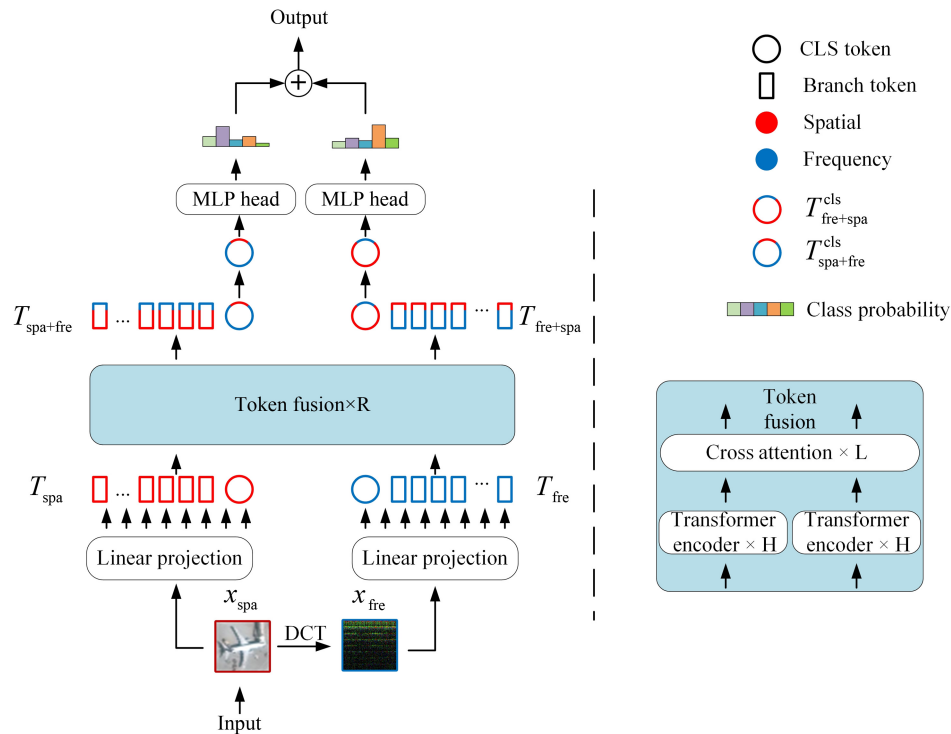 Output
MLP head
MLP head
T_spa+fre
...
...
T_fre+spa
Token fusion×R
T_spa
...
...
T_fre
Linear projection
Linear projection
x_spa
x_fre
DCT
Input
CLS token
Branch token
Spatial
Frequency
T^cls_fre+spa
T^cls_spa+fre
Class probability
Token
fusion
Cross attention × L
Transformer
encoder × H
Transformer
encoder × H